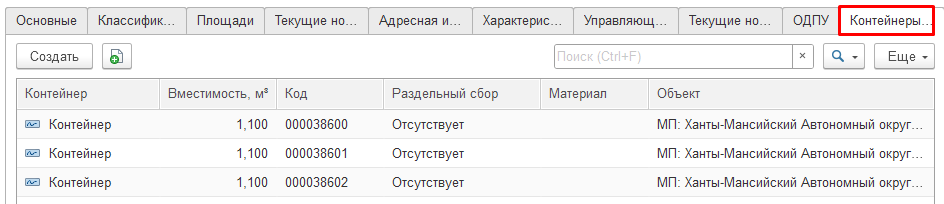 Основные Классифик... Площади Текущие но... Адресная и... Характерис... Управляющ... Текущие но... ОДПУ Контейнеры...
Создать Поиск (Ctrl+F) × Еще
Контейнер Вместимость, м³ Код Раздельный сбор Материал Объект
Контейнер 1,100 000038600 Отсутствует МП: Ханты-Мансийский Автономный округ...
Контейнер 1,100 000038601 Отсутствует МП: Ханты-Мансийский Автономный округ...
Контейнер 1,100 000038602 Отсутствует МП: Ханты-Мансийский Автономный округ...